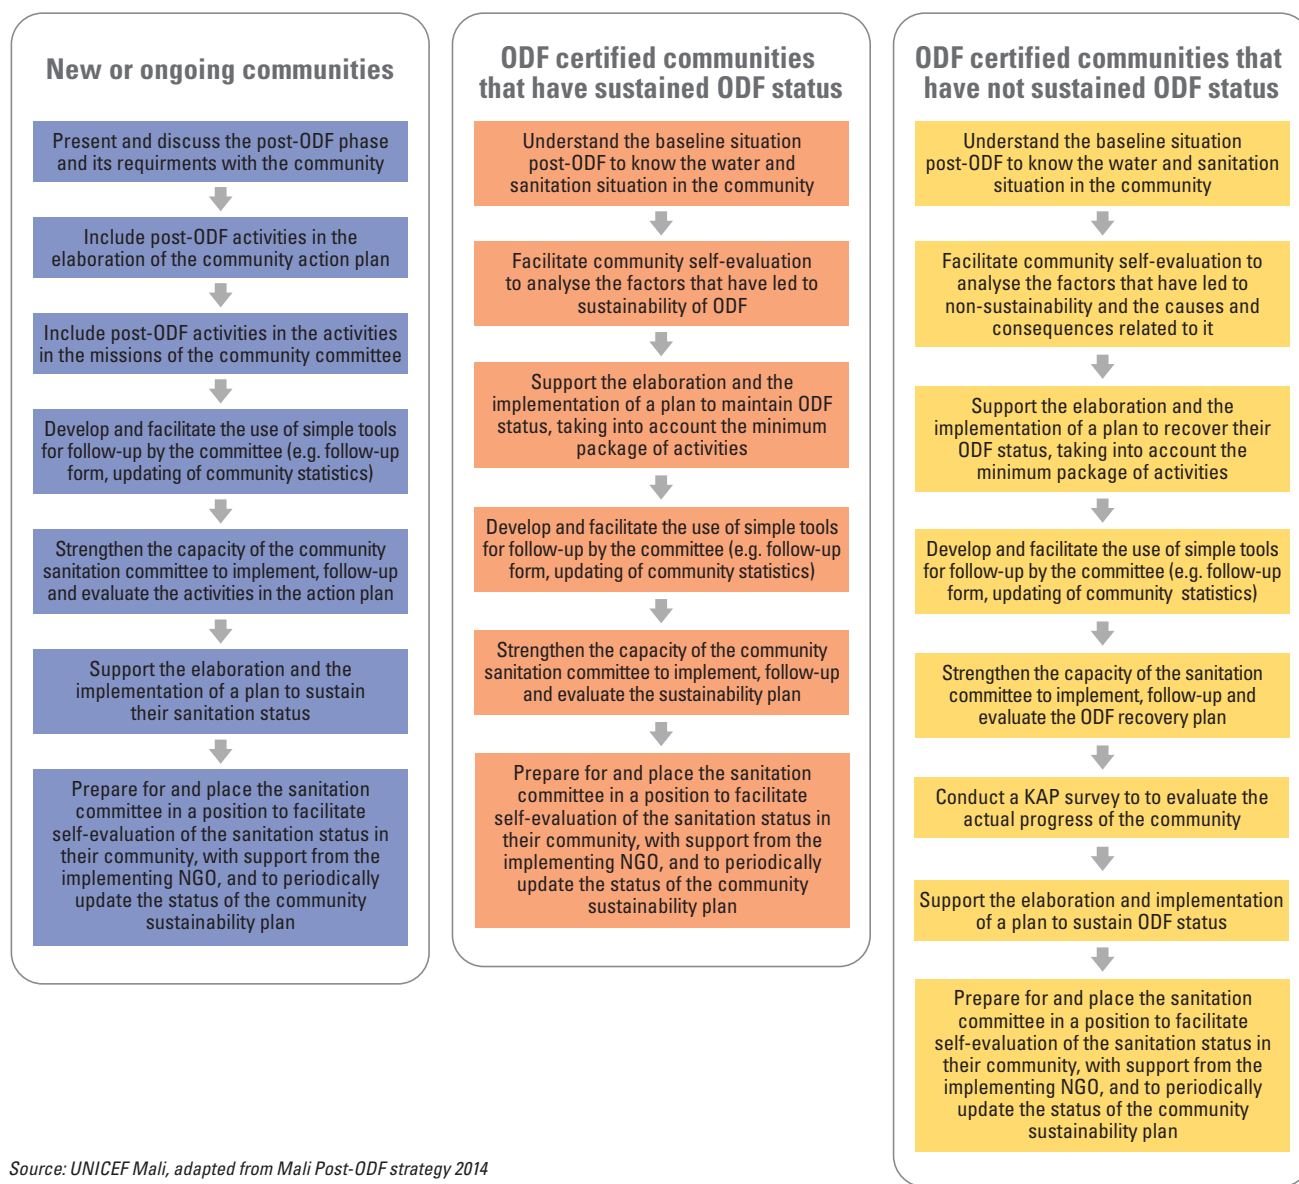 New or ongoing communities
Present and discuss the post-ODF phase
and its requirments with the community
Include post-ODF activities in the
elaboration of the community action plan
Include post-ODF activities in the activities
in the missions of the community committee
Develop and facilitate the use of simple tools
for follow-up by the committee (e.g. follow-up
form, updating of community statistics)
Strengthen the capacity of the community
sanitation committee to implement, follow-up
and evaluate the activities in the action plan
Support the elaboration and the
implementation of a plan to sustain
their sanitation status
Prepare for and place the sanitation
committee in a position to facilitate
self-evaluation of the sanitation status in
their community, with support from the
implementing NGO, and to periodically
update the status of the community
sustainability plan
ODF certified communities
that have sustained ODF status
Understand the baseline situation
post-ODF to know the water and
sanitation situation in the community
Facilitate community self-evaluation
to analyse the factors that have led to
sustainability of ODF
Support the elaboration and the
implementation of a plan to maintain ODF
status, taking into account the minimum
package of activities
Develop and facilitate the use of simple tools
for follow-up by the committee (e.g. follow-up
form, updating of community statistics)
Strengthen the capacity of the community
sanitation committee to implement, follow-up
and evaluate the sustainability plan
Prepare for and place the sanitation
committee in a position to facilitate
self-evaluation of the sanitation status in
their community, with support from the
implementing NGO, and to periodically
update the status of the community
sustainability plan
ODF certified communities that
have not sustained ODF status
Understand the baseline situation
post-ODF to know the water and sanitation
situation in the community
Facilitate community self-evaluation to
analyse the factors that have led to
non-sustainability and the causes and
consequences related to it
Support the elaboration and the
implementation of a plan to recover their
ODF status, taking into account the
minimum package of activities
Develop and facilitate the use of simple tools
for follow-up by the committee (e.g. follow-up
form, updating of community statistics)
Strengthen the capacity of the sanitation
committee to implement, follow-up and
evaluate the ODF recovery plan
Conduct a KAP survey to to evaluate the
actual progress of the community
Support the elaboration and implementation
of a plan to sustain ODF status
Prepare for and place the sanitation
committee in a position to facilitate
self-evaluation of the sanitation status in
their community, with support from the
implementing NGO, and to periodically
update the status of the community
sustainability plan
Source: UNICEF Mali, adapted from Mali Post-ODF strategy 2014